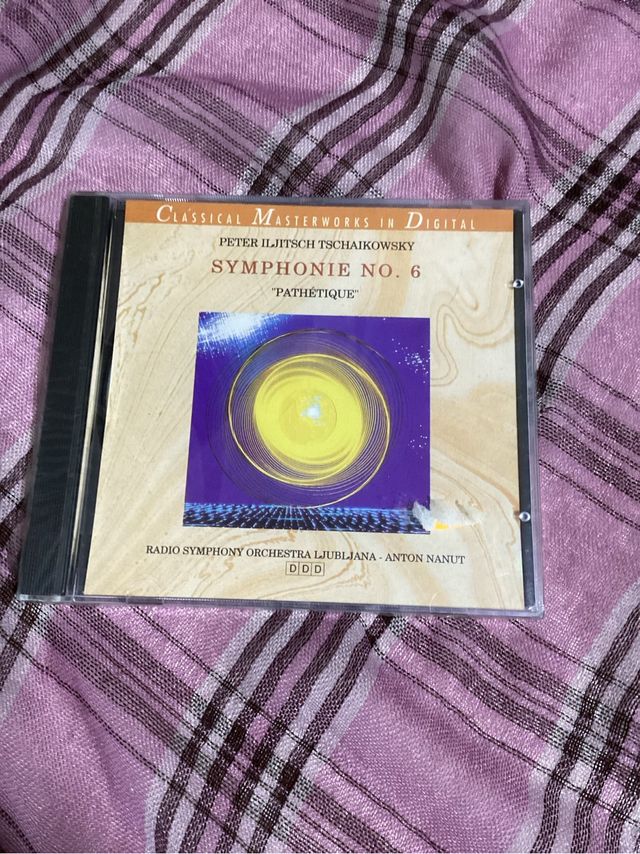 CLASSICAL MASTERWORKS IN DIGITAL
PETER ILJITSCH TSCHAIKOWSKY
SYMPHONIE NO. 6
"PATHÉTIQUE"
RADIO SYMPHONY ORCHESTRA LJUBLJANA - ANTON NANUT
DDD